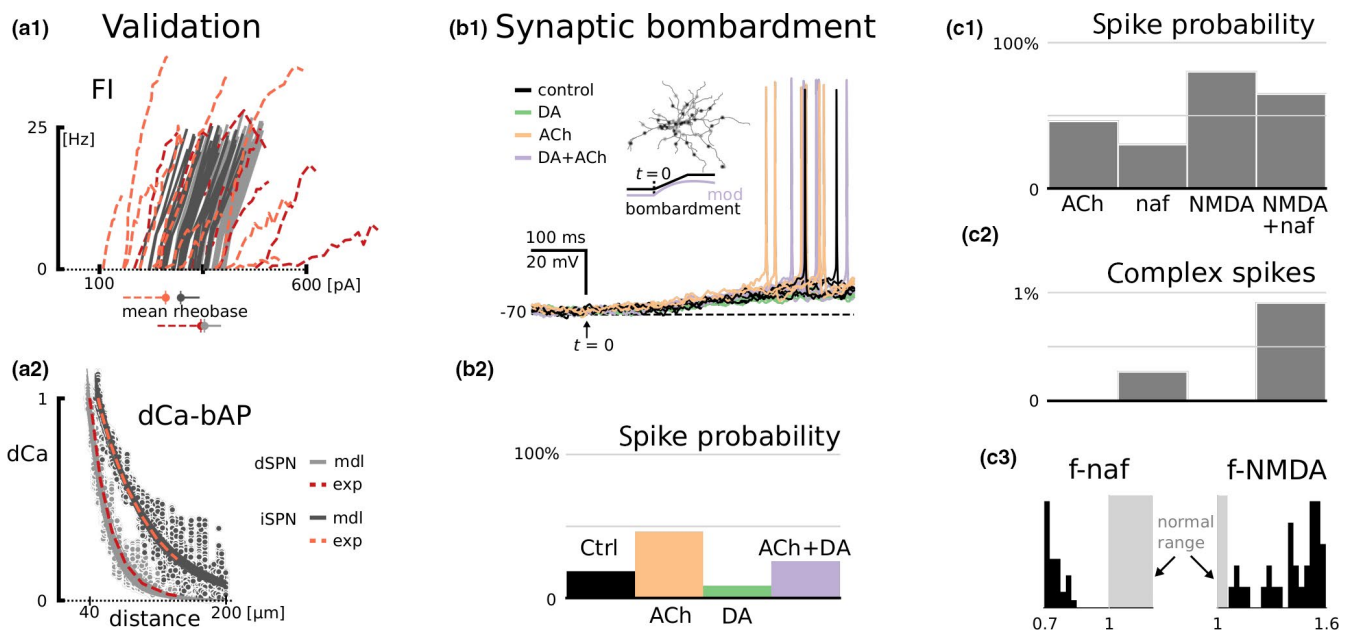 (a1) Validation
FI
25
[Hz]
0
100 600 [pA]
mean rheobase
(a2)
1
dCa-bAP
dCa
dSPN mdl
exp
iSPN mdl
exp
0
40 200 [μm]
distance
(b1) Synaptic bombardment
control
DA
ACh
DA+ACh
t = 0
mod
bombardment
100 ms
20 mV
-70
t = 0
(b2)
Spike probability
100%
Ctrl ACh+DA
0
ACh DA
(c1) Spike probability
100%
0
ACh naf NMDA NMDA
+naf
(c2)
Complex spikes
1%
0
(c3)
f-naf f-NMDA
normal
range
0.7 1 1 1.6